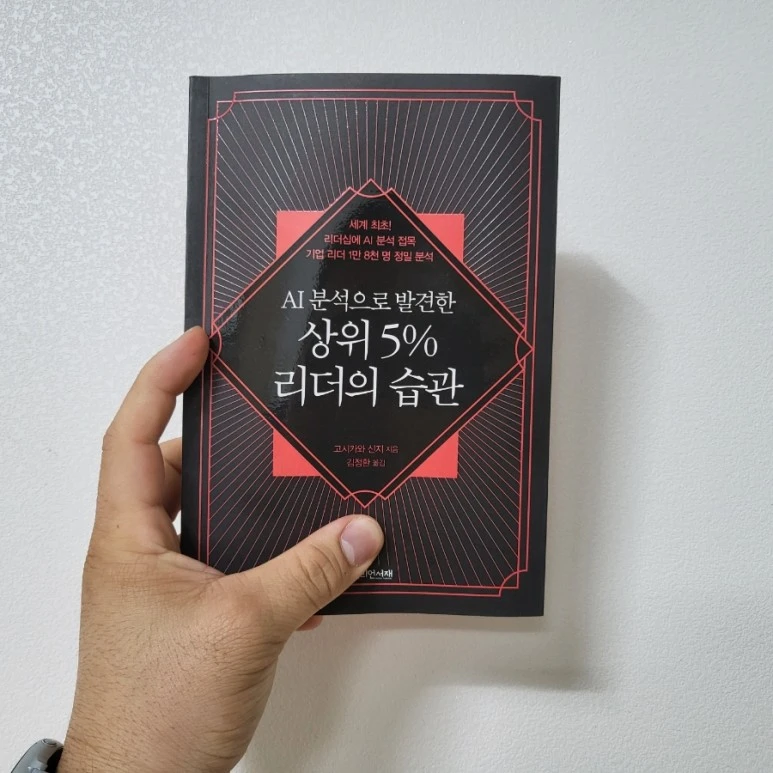 세계 최초!
리더십에 AI 분석 접목
기업 리더 1만 8천 명 정밀 분석
AI 분석으로 발견한
상위 5%
리더의 습관
고시카와 신지 지음
김정환 옮김